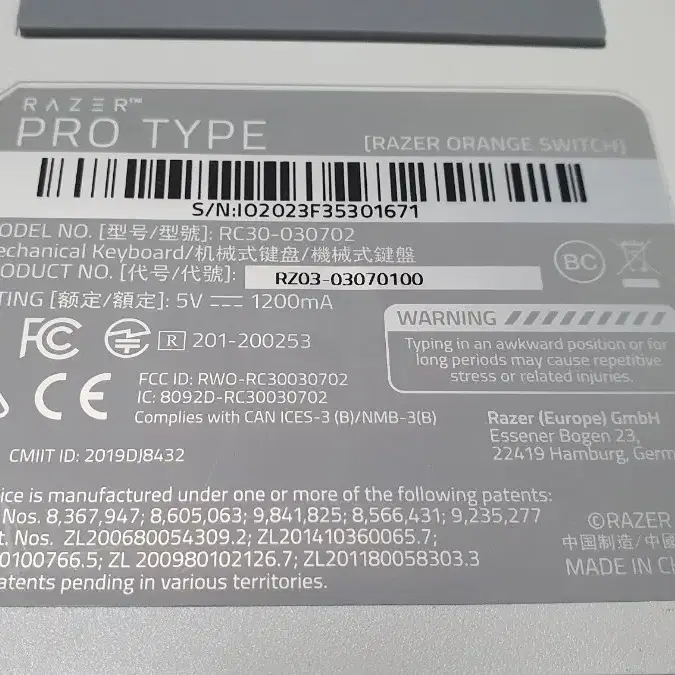 RAZER™
PRO TYPE
[RAZER ORANGE SWITCH]
S/N:IO2023F35301671
ODEL NO. [型号/型號]: RC30-030702
echanical Keyboard/机械式键盘/機械式鍵盤
RODUCT NO. [代号/代號]: RZ03-03070100
TING [额定/額定]: 5V ⎓ 1200mA
BC
FC
R 201-200253
WARNING
Typing in an awkward position or for
long periods may cause repetitive
stress or related injuries.
CE
FCC ID: RWO-RC30030702
IC: 8092D-RC30030702
Complies with CAN ICES-3 (B)/NMB-3(B)
Razer (Europe) GmbH
Essener Bogen 23,
22419 Hamburg, Germ
CMIIT ID: 2019DJ8432
ice is manufactured under one or more of the following patents:
Nos. 8,367,947; 8,605,063; 9,841,825; 8,566,431; 9,235,277
t. Nos. ZL200680054309.2; ZL201410360065.7;
0100766.5; ZL 200980102126.7; ZL201180058303.3
atents pending in various territories.
©RAZER
中国制造/中國
MADE IN CH